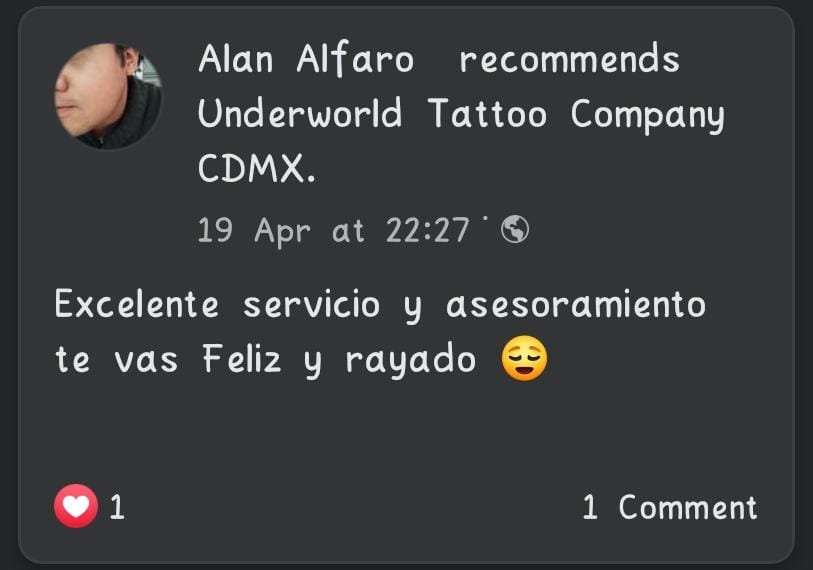 Alan Alfaro recommends
Underworld Tattoo Company
CDMX.
19 Apr at 22:27 ·
Excelente servicio y asesoramiento
te vas Feliz y rayado 😌
1
1 Comment